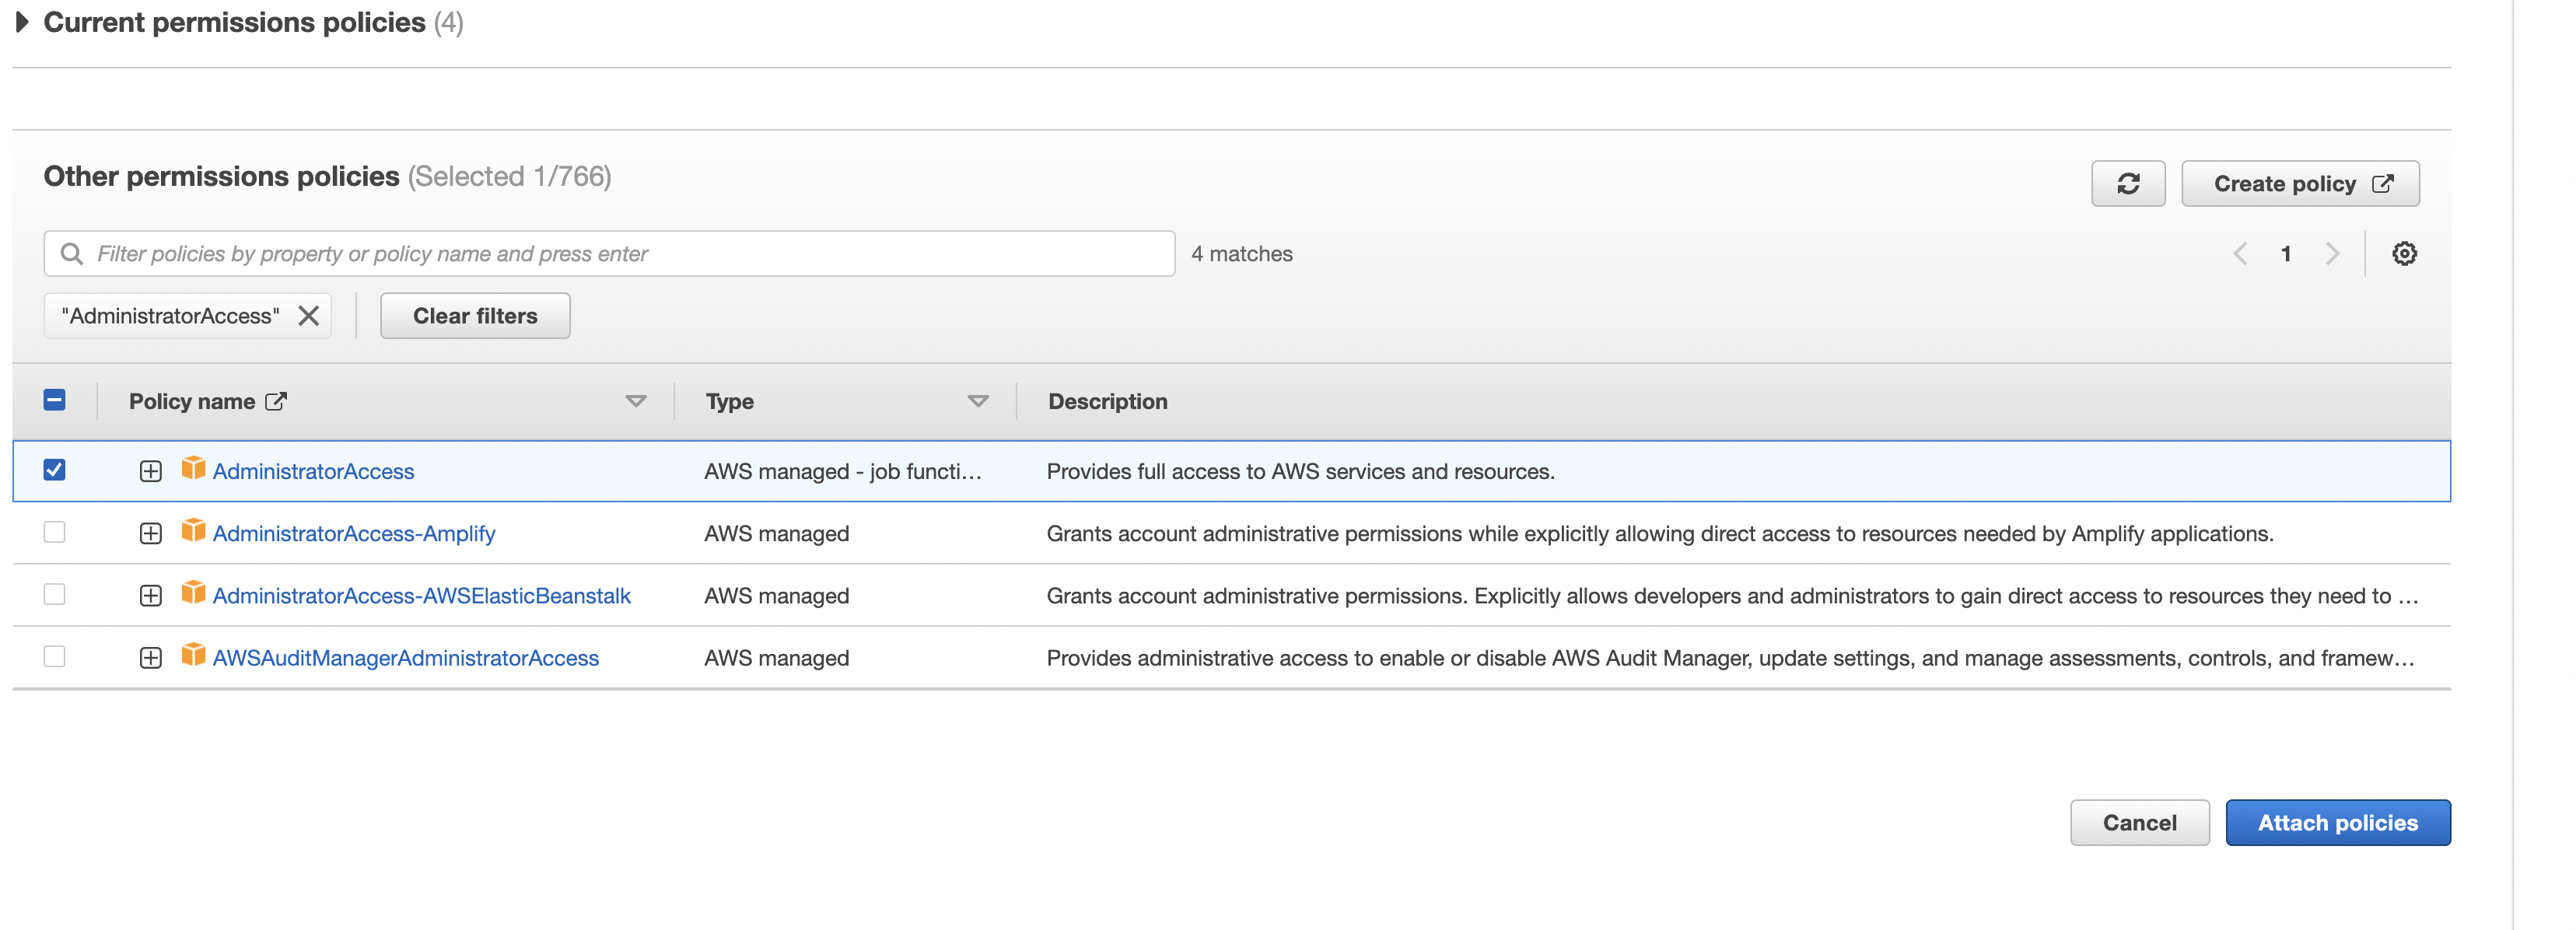 Current permissions policies (4)
Other permissions policies (Selected 1/766)
Create policy
Filter policies by property or policy name and press enter
4 matches
1
"AdministratorAccess"
Clear filters
Policy name
Type
Description
AdministratorAccess
AWS managed - job functi…
Provides full access to AWS services and resources.
AdministratorAccess-Amplify
AWS managed
Grants account administrative permissions while explicitly allowing direct access to resources needed by Amplify applications.
AdministratorAccess-AWSElasticBeanstalk
AWS managed
Grants account administrative permissions. Explicitly allows developers and administrators to gain direct access to resources they need to …
AWSAuditManagerAdministratorAccess
AWS managed
Provides administrative access to enable or disable AWS Audit Manager, update settings, and manage assessments, controls, and framew…
Cancel
Attach policies